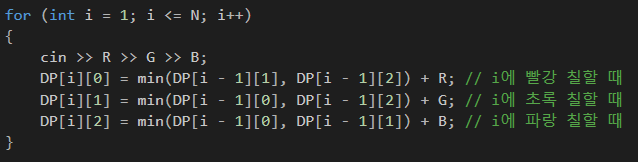 for (int i = 1; i <= N; i++)
{
    cin >> R >> G >> B;
    DP[i][0] = min(DP[i - 1][1], DP[i - 1][2]) + R; // i에 빨강 칠할 때
    DP[i][1] = min(DP[i - 1][0], DP[i - 1][2]) + G; // i에 초록 칠할 때
    DP[i][2] = min(DP[i - 1][0], DP[i - 1][1]) + B; // i에 파랑 칠할 때
}